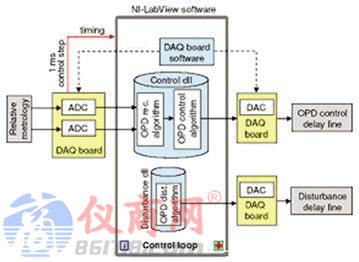 NI-LabView software
timing
1 ms
control step
DAQ board
software
Control dll
Relative
metrology
ADC
ADC
DAQ board
OPD rec.
algorithm
OPD control
algorithm
DAC
DAQ
board
OPD control
delay line
Disturbance dll
OPD dist.
algorithm
DAC
DAQ
board
Disturbance
delay line
i
Control loop
仪商网